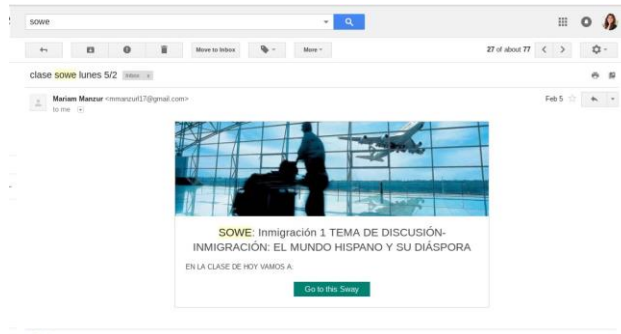 sowe
Move to Inbox
More
27 of about 77
clase sowe lunes 5/2 Inbox x
Mariam Manzur <mmanzurl17@gmail.com>
Feb 5
to me
SOWE: Inmigración 1 TEMA DE DISCUSIÓN-
INMIGRACIÓN: EL MUNDO HISPANO Y SU DIÁSPORA
EN LA CLASE DE HOY VAMOS A:
Go to this Sway